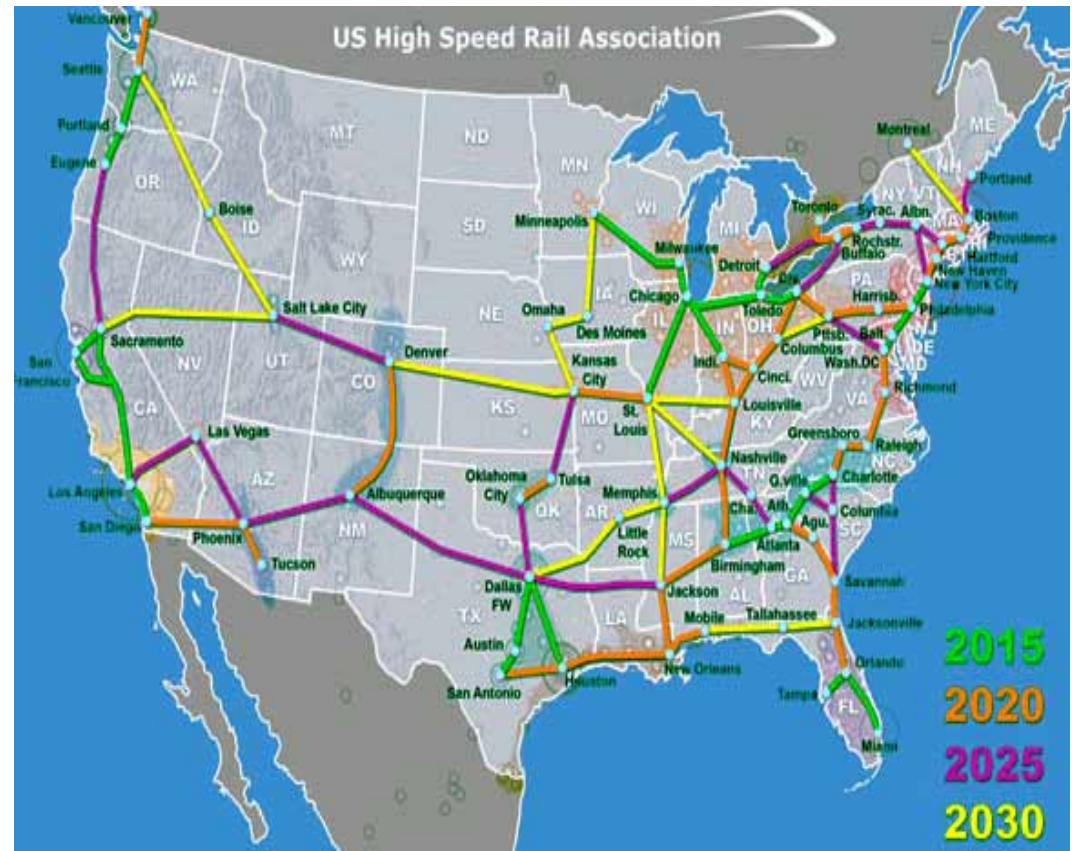 US High Speed Rail Association
Vancouver
Seattle
WA
Portland
Eugene
OR
Boise
ID
MT
ND
MN
Minneapolis
WI
SD
WY
Milwaukee
MI
Toronto
Montreal
ME
NH
NY
VT
Portland
Syrac.
Albn.
MA
Boston
Rochstr.
Providence
Buffalo
Hartford
New Haven
New York City
Detroit
Cle.
PA
Harrisb.
Philadelphia
NJ
DE
MD
Salt Lake City
Sacramento
San
Francisco
NV
UT
CA
Denver
CO
NE
Omaha
IA
Des Moines
Chicago
IL
IN
OH
Toledo
Pittsb.
Balt.
Columbus
Wash.DC
WV
Indi.
Cinci.
Richmond
VA
Kansas
City
KS
MO
St.
Louis
Louisville
KY
Greensboro
Raleigh
NC
Las Vegas
AZ
Los Angeles
San Diego
Phoenix
Tucson
Albuquerque
NM
Oklahoma
City
Tulsa
OK
AR
Memphis
Little
Rock
Nashville
TN
Cha.
G.ville
Charlotte
Ath.
Columbia
Agu.
SC
Atlanta
MS
Birmingham
AL
GA
Savannah
Dallas
FW
TX
Jackson
LA
Mobile
Tallahassee
Jacksonville
Austin
San Antonio
Houston
New Orleans
Orlando
Tampa
FL
Miami
2015
2020
2025
2030